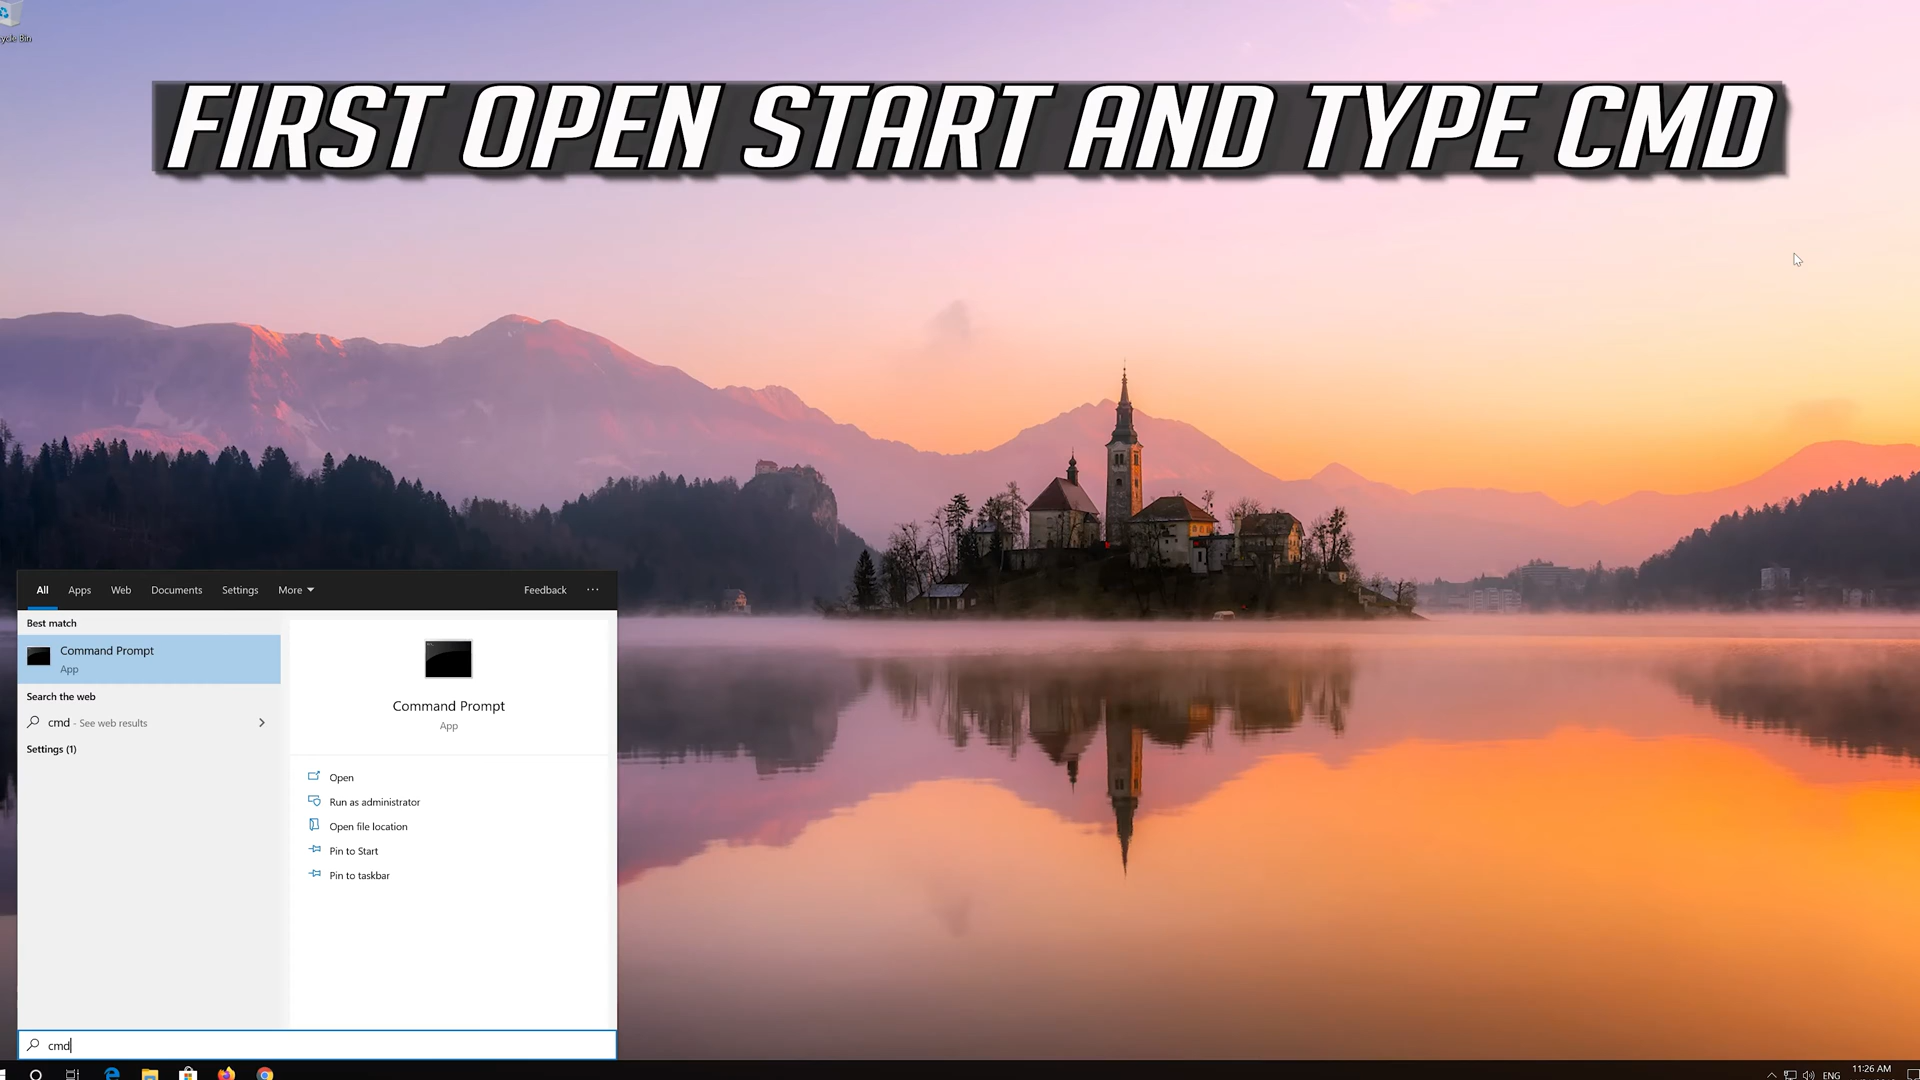 FIRST OPEN START AND TYPE CMD
All Apps Web Documents Settings More Feedback ...
Best match
Command Prompt
App
Search the web
cmd - See web results
Settings (1)
Command Prompt
App
Open
Run as administrator
Open file location
Pin to Start
Pin to taskbar
cmd
ENG
11:26 AM